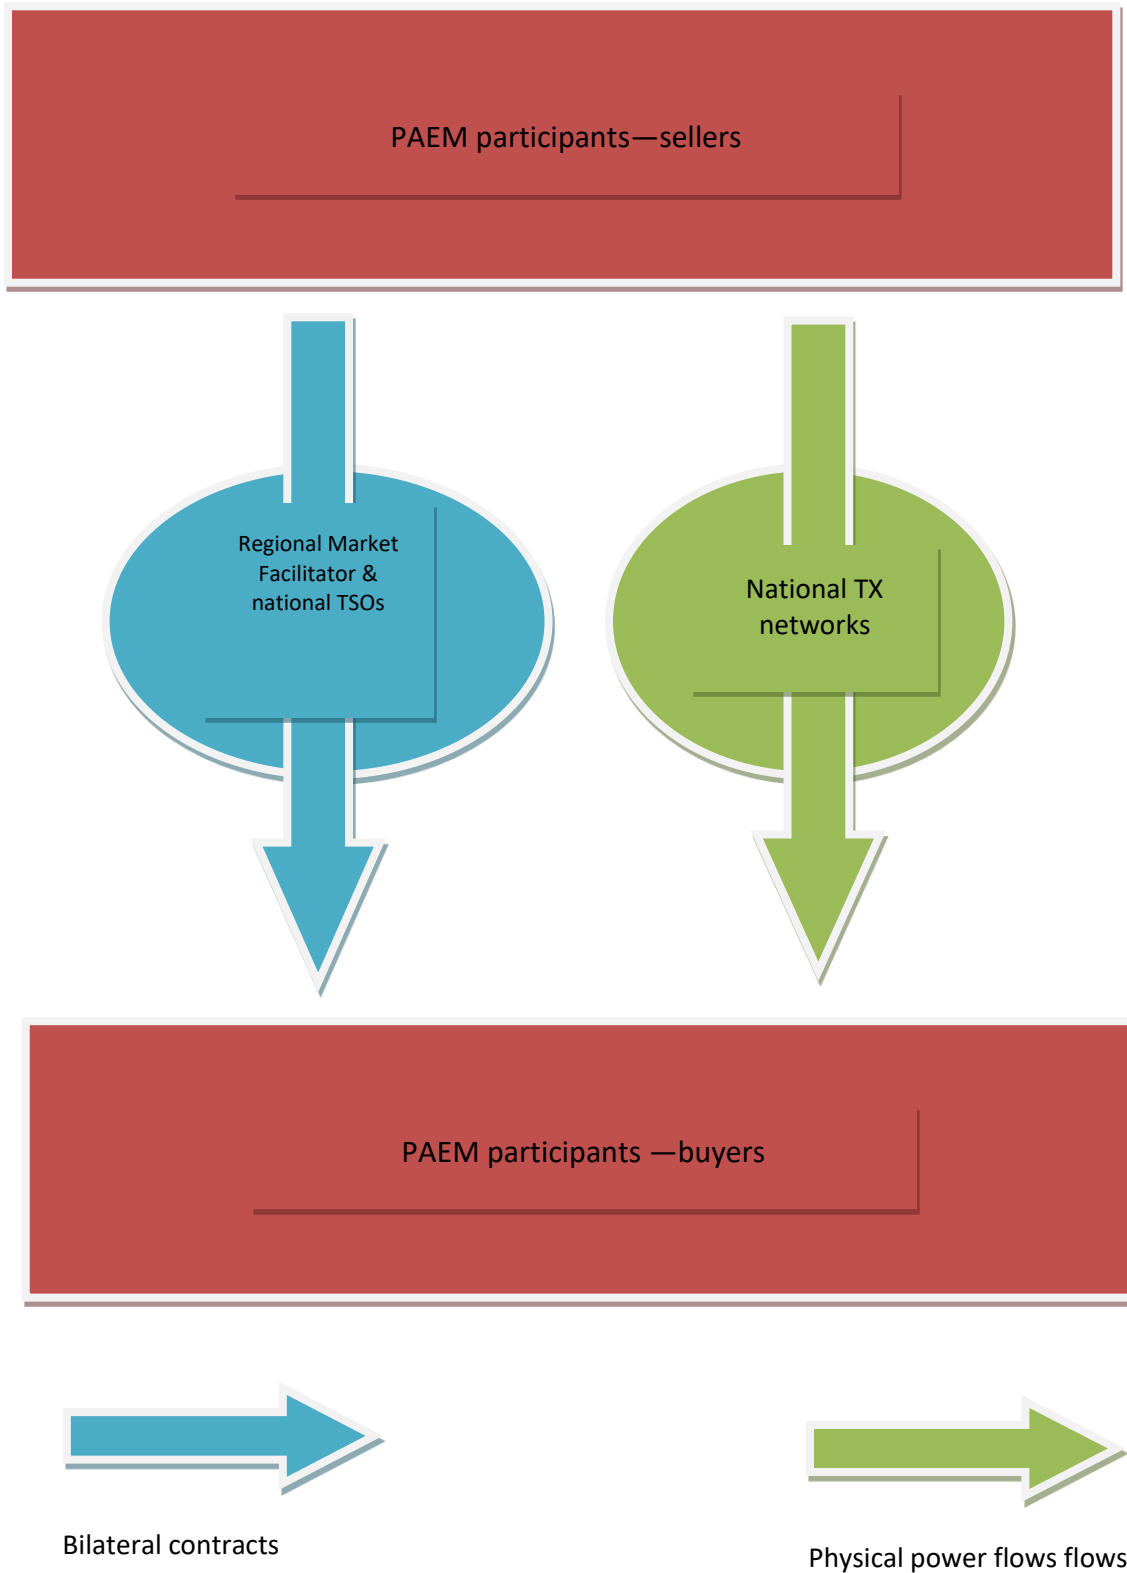 PAEM participants—sellers
Regional Market
Facilitator &
national TSOs
National TX
networks
PAEM participants —buyers
Bilateral contracts
Physical power flows flows